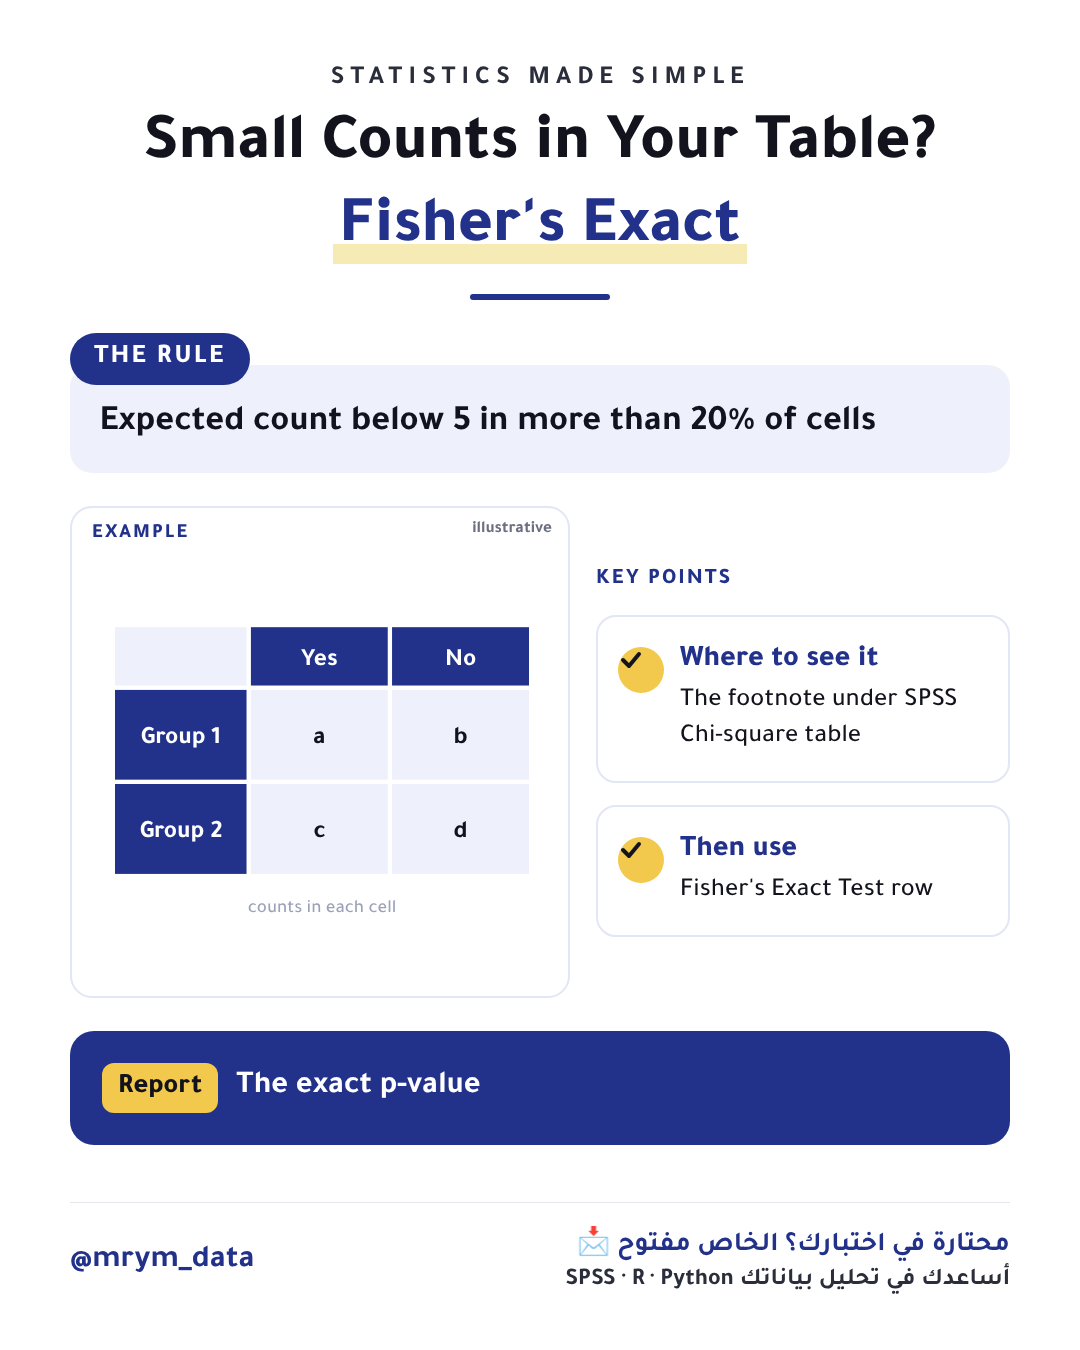 STATISTICS MADE SIMPLE
Small Counts in Your Table?
Fisher's Exact
THE RULE
Expected count below 5 in more than 20% of cells
EXAMPLE
illustrative
Yes
No
Group 1
a
b
Group 2
c
d
counts in each cell
KEY POINTS
Where to see it
The footnote under SPSS
Chi-square table
Then use
Fisher's Exact Test row
Report
The exact p-value
@mrym_data
محتارة في اختبارك؟ الخاص مفتوح 📩
أساعدك في تحليل بياناتك SPSS · R · Python